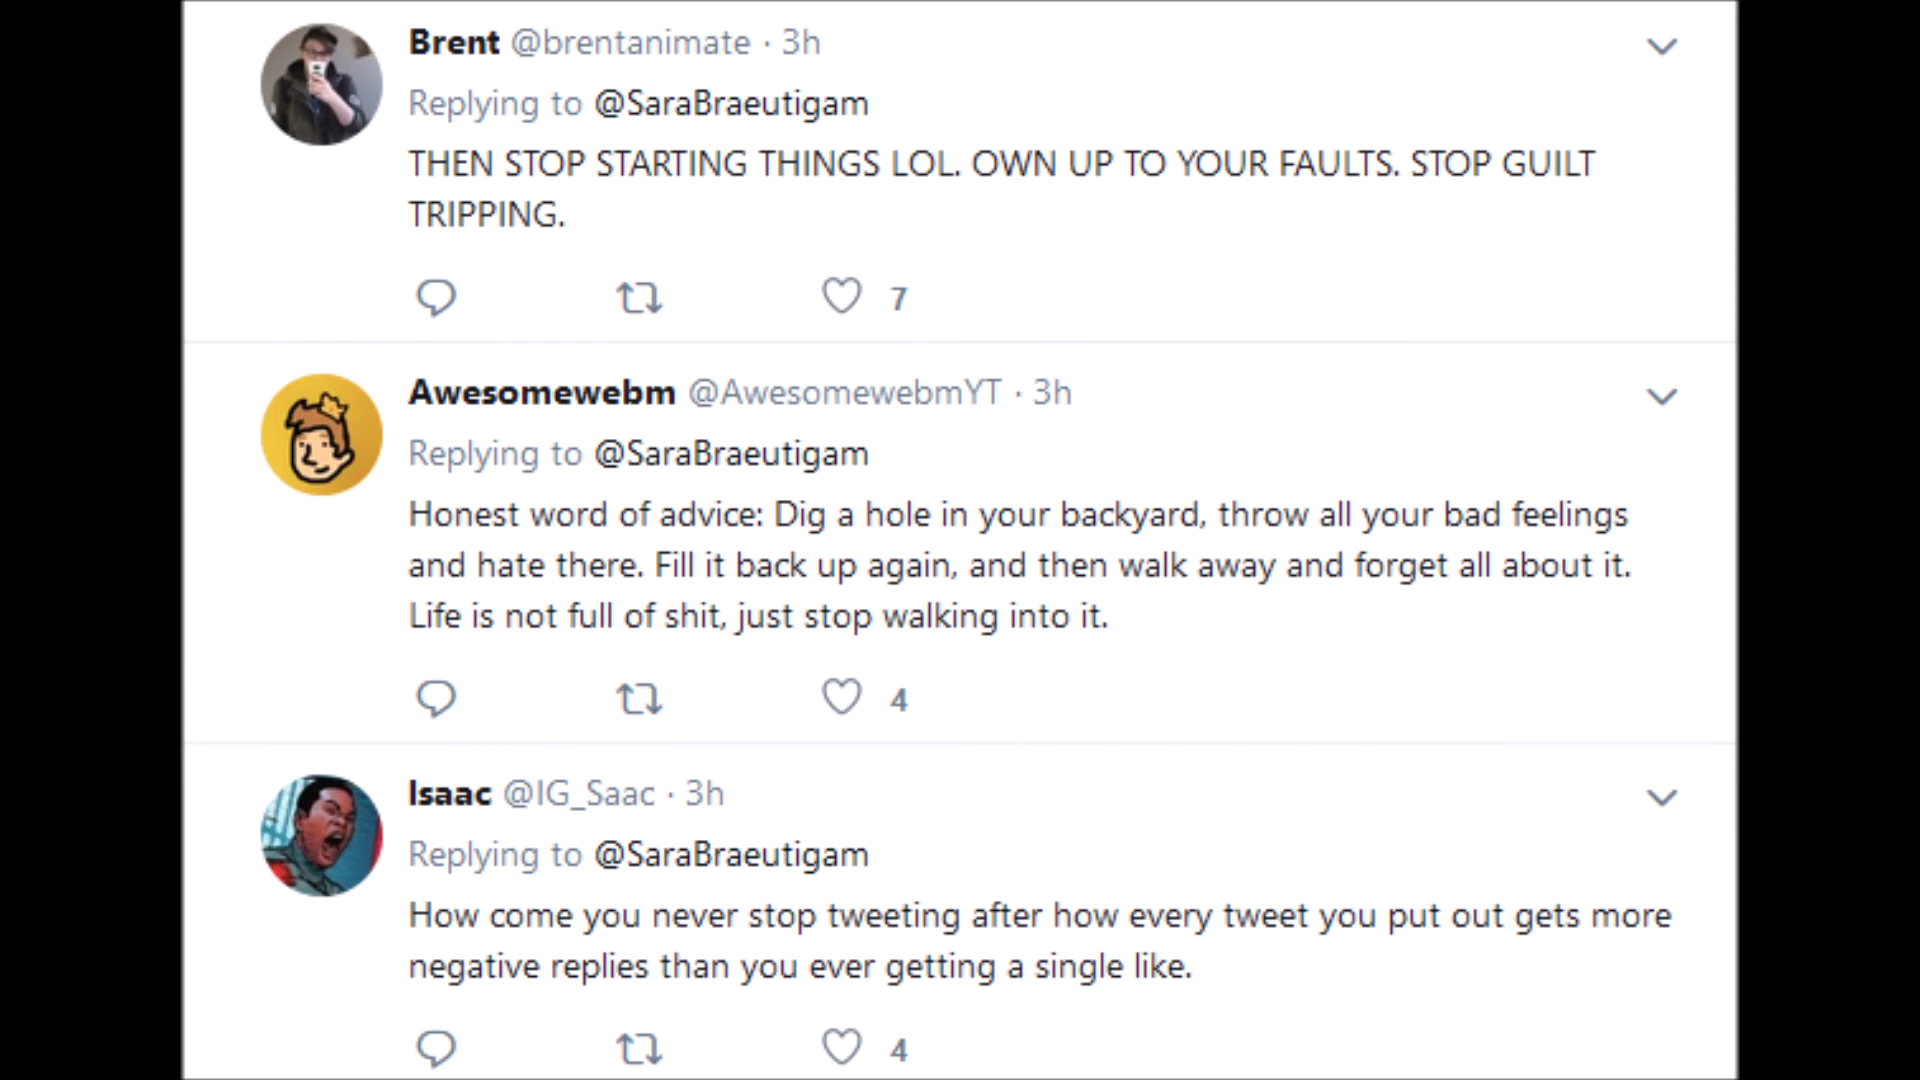 Brent @brentanimate · 3h
Replying to @SaraBraeutigam
THEN STOP STARTING THINGS LOL. OWN UP TO YOUR FAULTS. STOP GUILT
TRIPPING.
7
Awesomewebm @AwesomewebmYT · 3h
Replying to @SaraBraeutigam
Honest word of advice: Dig a hole in your backyard, throw all your bad feelings
and hate there. Fill it back up again, and then walk away and forget all about it.
Life is not full of shit, just stop walking into it.
4
Isaac @IG_Saac · 3h
Replying to @SaraBraeutigam
How come you never stop tweeting after how every tweet you put out gets more
negative replies than you ever getting a single like.
4